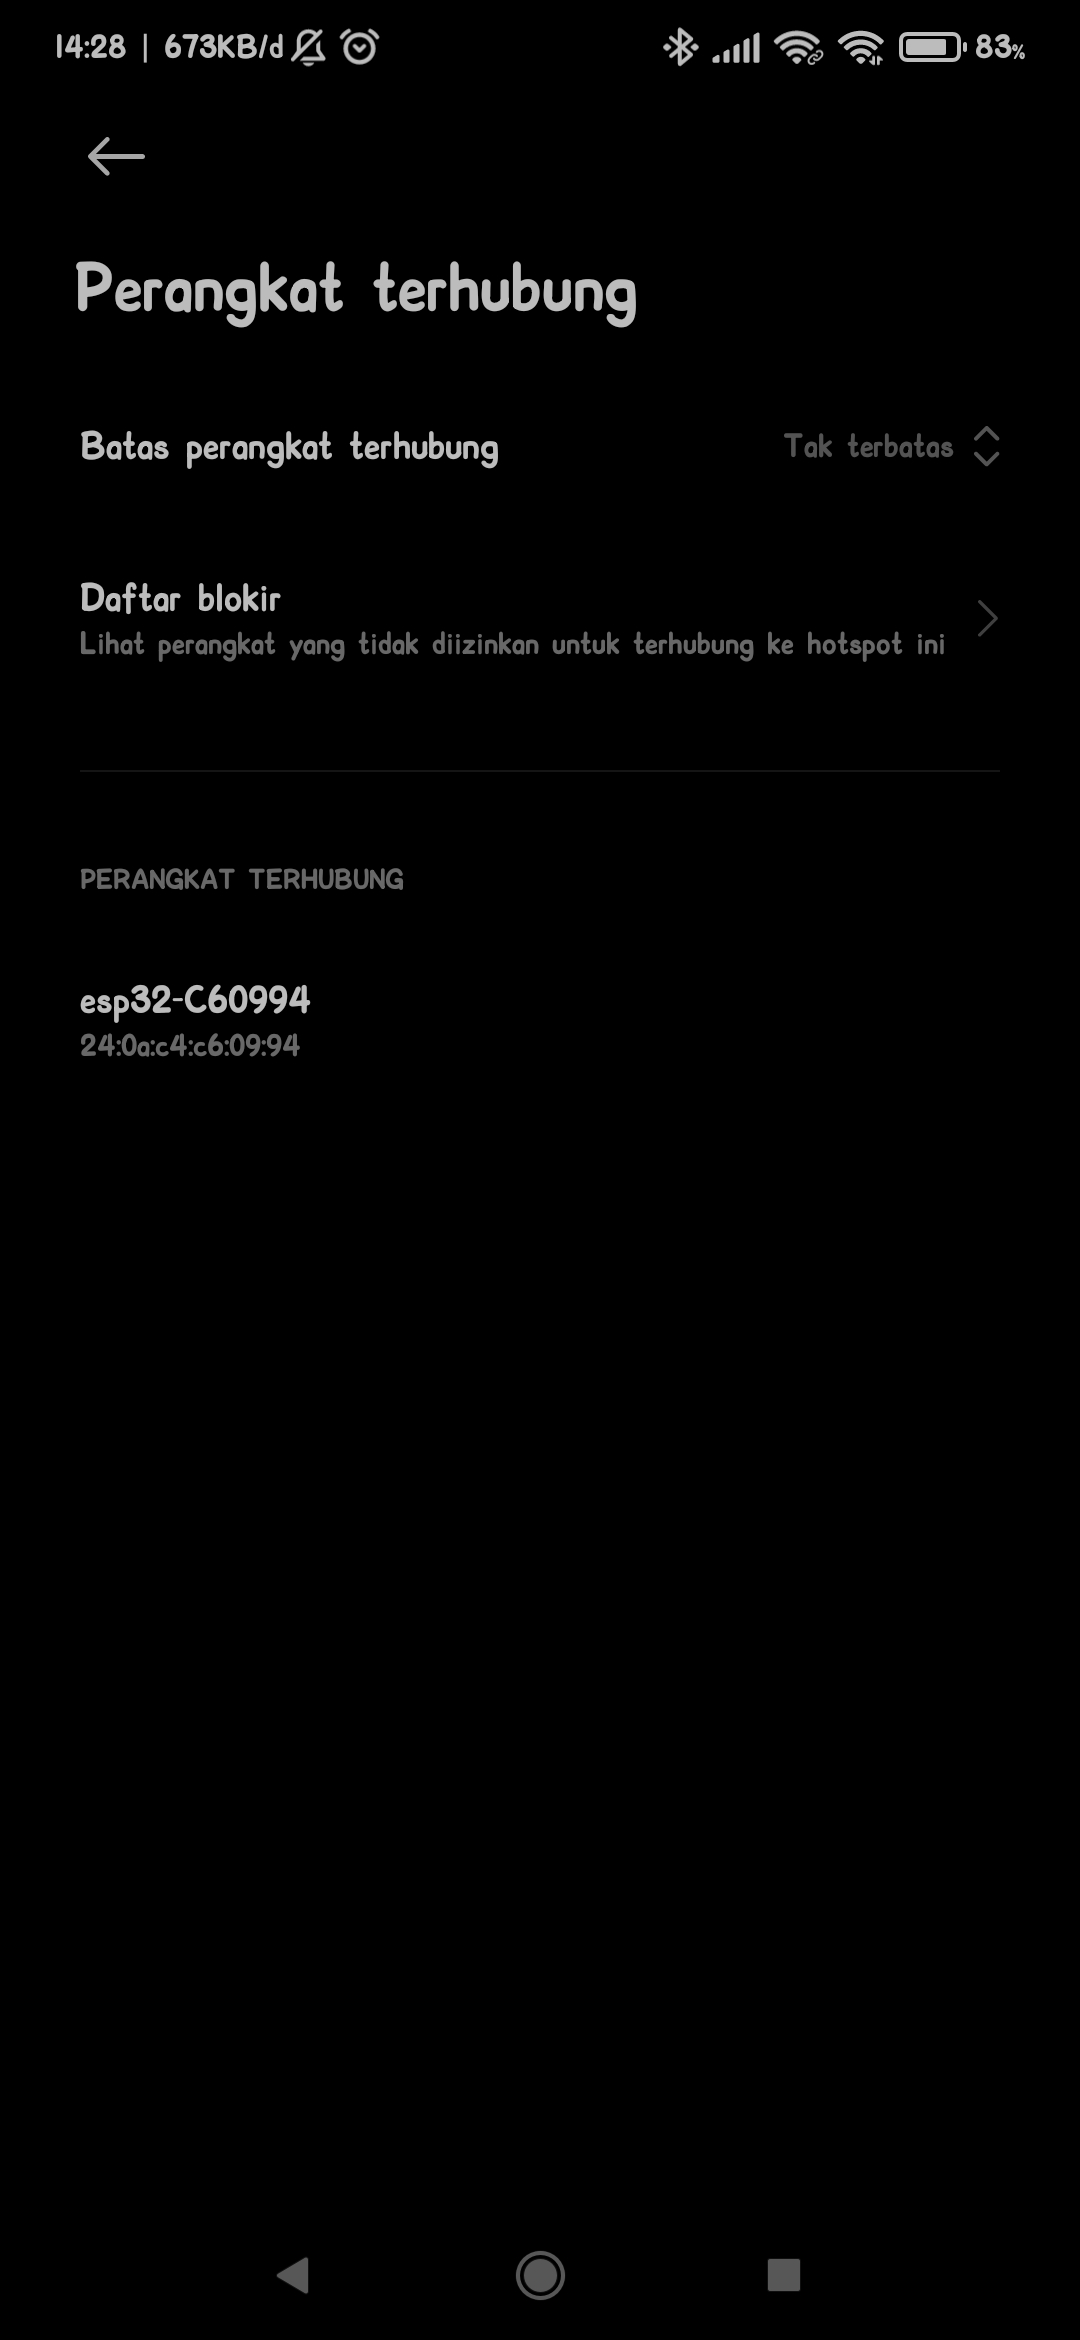 14:28 | 673KB/d 83%
Perangkat terhubung
Batas perangkat terhubung Tak terbatas
Daftar blokir
Lihat perangkat yang tidak diizinkan untuk terhubung ke hotspot ini
PERANGKAT TERHUBUNG
esp32-C60994
24:0a:c4:c6:09:94